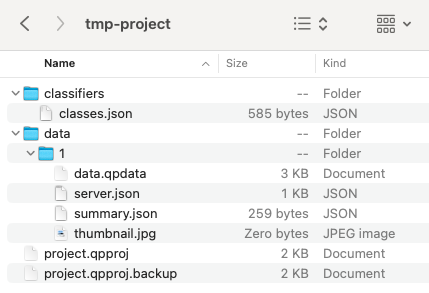 tmp-project
Name Size Kind
classifiers -- Folder
classes.json 585 bytes JSON
data -- Folder
1 -- Folder
data.qpdata 3 KB Document
server.json 1 KB JSON
summary.json 259 bytes JSON
thumbnail.jpg Zero bytes JPEG image
project.qpproj 2 KB Document
project.qpproj.backup 2 KB Document